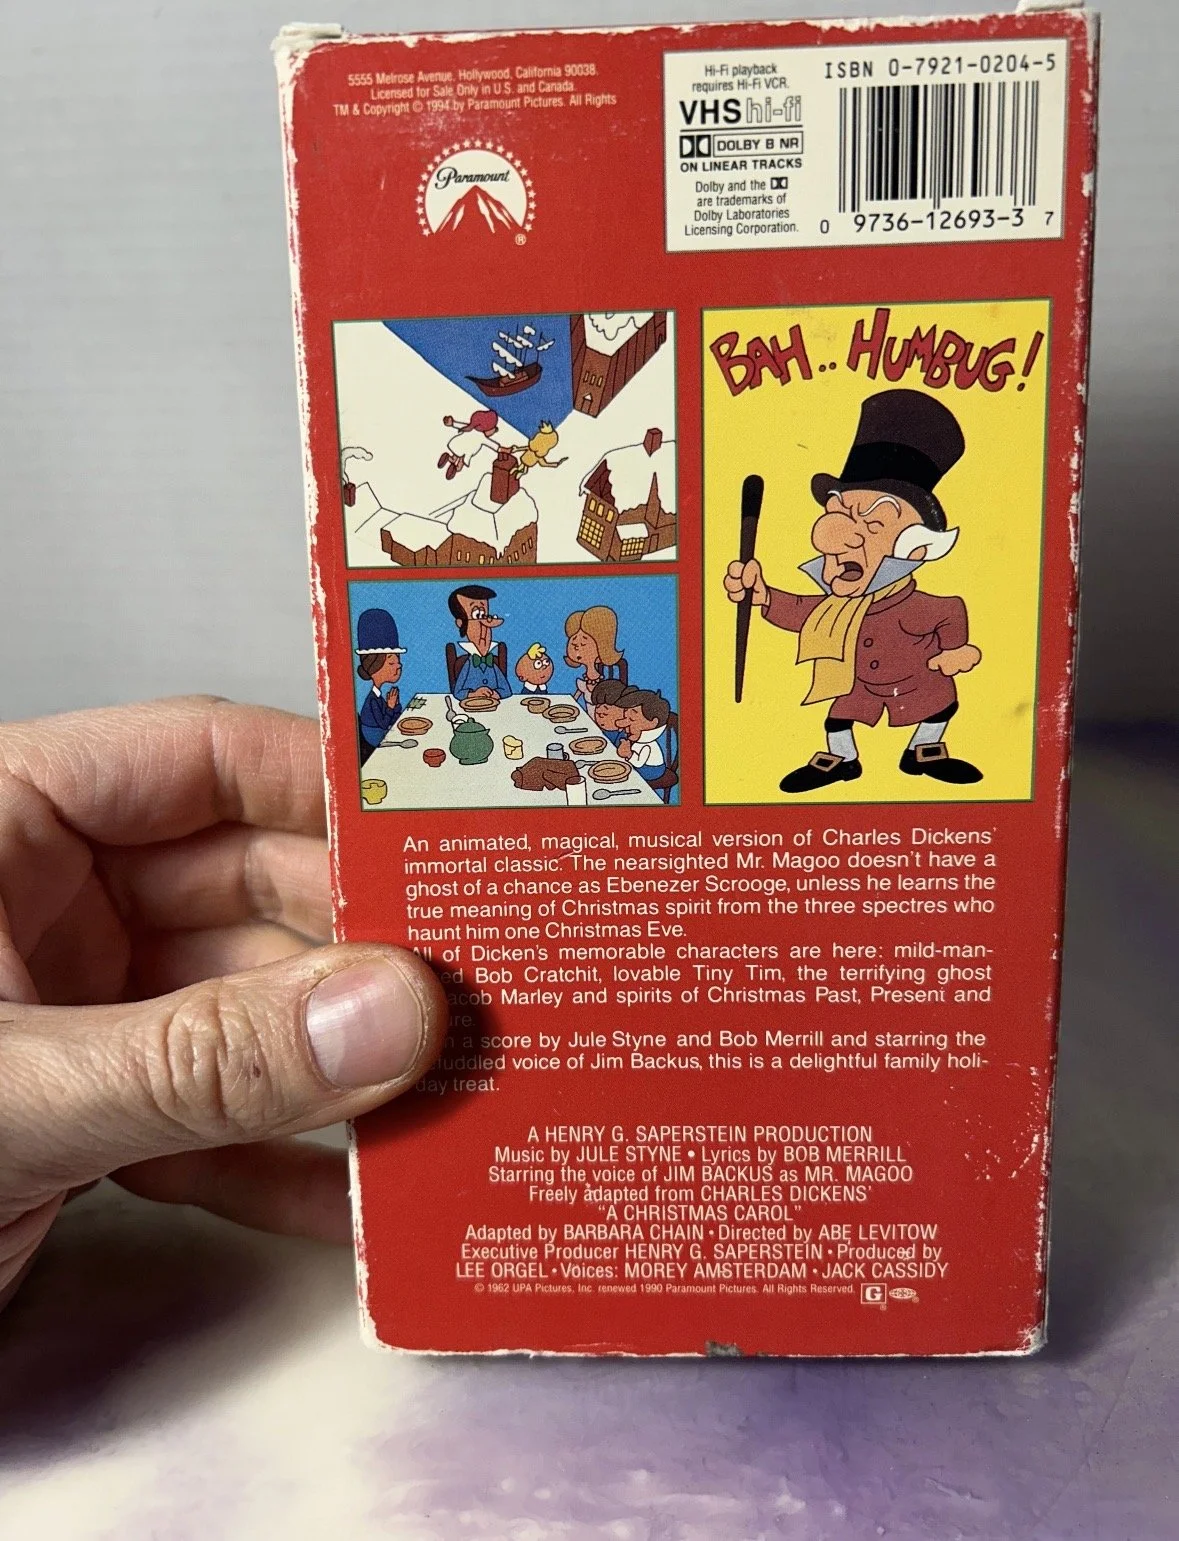 5555 Melrose Avenue, Hollywood, California 90038.
Licensed for Sale Only in U.S. and Canada.
TM & Copyright © 1994 by Paramount Pictures. All Rights
Paramount
®
Hi-Fi playback
requires Hi-Fi VCR.
VHS hi-fi
DOLBY B NR
ON LINEAR TRACKS
Dolby and the
are trademarks of
Dolby Laboratories
Licensing Corporation.
ISBN 0-7921-0204-5
0 9736-12693-3 7
BAH.. HUMBUG!
An animated, magical, musical version of Charles Dickens'
immortal classic. The nearsighted Mr. Magoo doesn't have a
ghost of a chance as Ebenezer Scrooge, unless he learns the
true meaning of Christmas spirit from the three spectres who
haunt him one Christmas Eve.
All of Dicken's memorable characters are here: mild-man-
ed Bob Cratchit, lovable Tiny Tim, the terrifying ghost
acob Marley and spirits of Christmas Past, Present and
ure.
a score by Jule Styne and Bob Merrill and starring the
fuddled voice of Jim Backus, this is a delightful family holi-
day treat.
A HENRY G. SAPERSTEIN PRODUCTION
Music by JULE STYNE • Lyrics by BOB MERRILL
Starring the voice of JIM BACKUS as MR. MAGOO
Freely adapted from CHARLES DICKENS'
"A CHRISTMAS CAROL"
Adapted by BARBARA CHAIN • Directed by ABE LEVITOW
Executive Producer HENRY G. SAPERSTEIN • Produced by
LEE ORGEL • Voices: MOREY AMSTERDAM • JACK CASSIDY
© 1962 UPA Pictures, Inc. renewed 1990 Paramount Pictures. All Rights Reserved. G